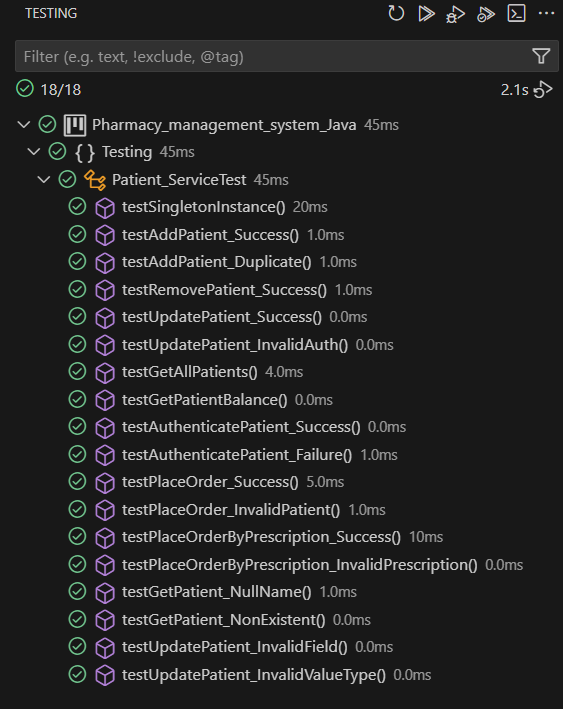 TESTING
Filter (e.g. text, !exclude, @tag)
18/18 2.1s
Pharmacy_management_system_Java 45ms
{ } Testing 45ms
Patient_ServiceTest 45ms
testSingletonInstance() 20ms
testAddPatient_Success() 1.0ms
testAddPatient_Duplicate() 1.0ms
testRemovePatient_Success() 1.0ms
testUpdatePatient_Success() 0.0ms
testUpdatePatient_InvalidAuth() 0.0ms
testGetAllPatients() 4.0ms
testGetPatientBalance() 0.0ms
testAuthenticatePatient_Success() 0.0ms
testAuthenticatePatient_Failure() 1.0ms
testPlaceOrder_Success() 5.0ms
testPlaceOrder_InvalidPatient() 1.0ms
testPlaceOrderByPrescription_Success() 10ms
testPlaceOrderByPrescription_InvalidPrescription() 0.0ms
testGetPatient_NullName() 1.0ms
testGetPatient_NonExistent() 0.0ms
testUpdatePatient_InvalidField() 0.0ms
testUpdatePatient_InvalidValueType() 0.0ms